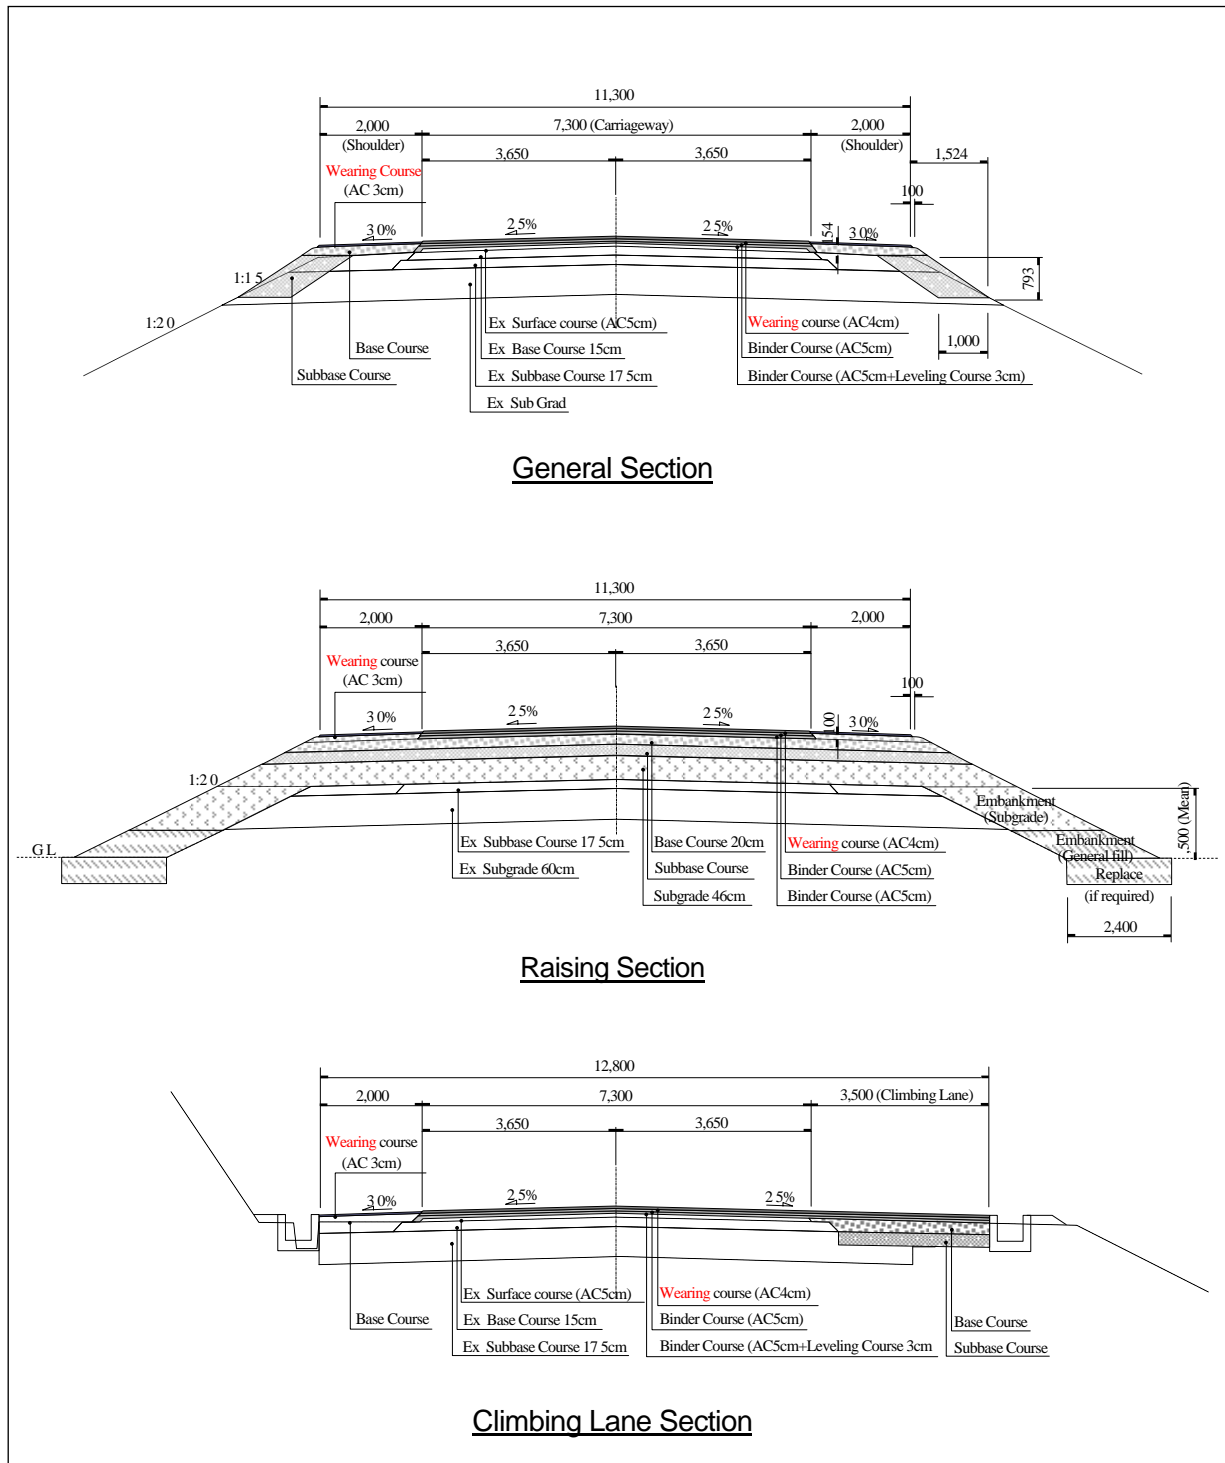 11,300
2,000 7,300 (Carriageway) 2,000
(Shoulder) (Shoulder)
3,650 3,650 1,524
Wearing Course
(AC 3cm) 100
3 0% 2 5% 2 5% 154 3 0%
1:1 5 793
1:2 0
Ex Surface course (AC5cm) Wearing course (AC4cm)
Base Course Ex Base Course 15cm Binder Course (AC5cm) 1,000
Subbase Course Ex Subbase Course 17 5cm Binder Course (AC5cm+Leveling Course 3cm)
Ex Sub Grad
General Section
11,300
2,000 7,300 2,000
3,650 3,650
Wearing course
(AC 3cm) 100
3 0% 2 5% 2 5% 100 3 0%
1:2 0
Embankment
(Subgrade)
,500 (Mean)
G L
Ex Subbase Course 17 5cm Base Course 20cm Wearing course (AC4cm) Embankment
(General fill)
Ex Subgrade 60cm Subbase Course Binder Course (AC5cm) Replace
Subgrade 46cm Binder Course (AC5cm) (if required)
2,400
Raising Section
12,800
2,000 7,300 3,500 (Climbing Lane)
3,650 3,650
Wearing course
(AC 3cm)
3 0% 2 5% 2 5%
Ex Surface course (AC5cm) Wearing course (AC4cm)
Base Course Ex Base Course 15cm Binder Course (AC5cm) Base Course
Ex Subbase Course 17 5cm Binder Course (AC5cm+Leveling Course 3cm Subbase Course
Climbing Lane Section